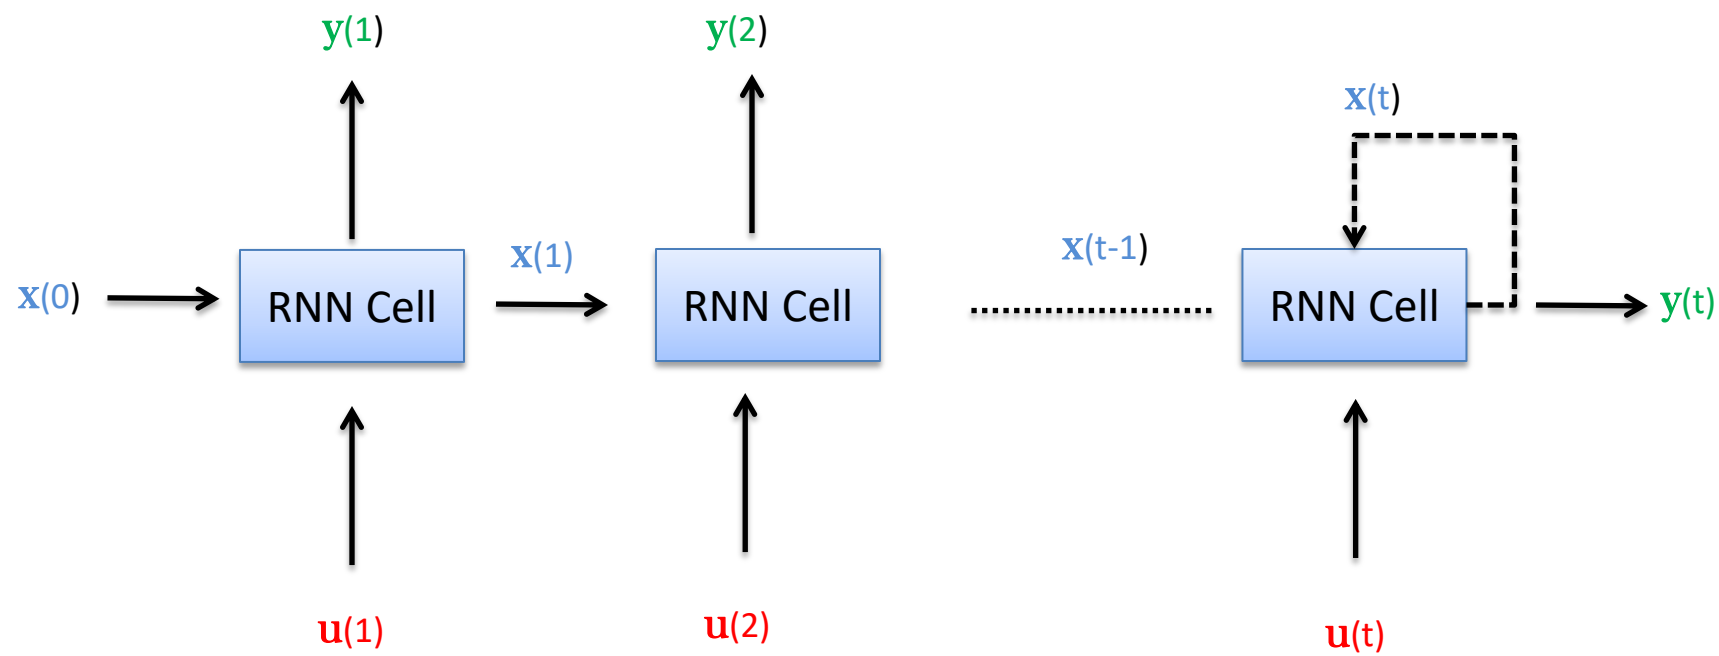 y(1)
y(2)
x(t)
x(0)
RNN Cell
x(1)
RNN Cell
x(t-1)
RNN Cell
y(t)
u(1)
u(2)
u(t)